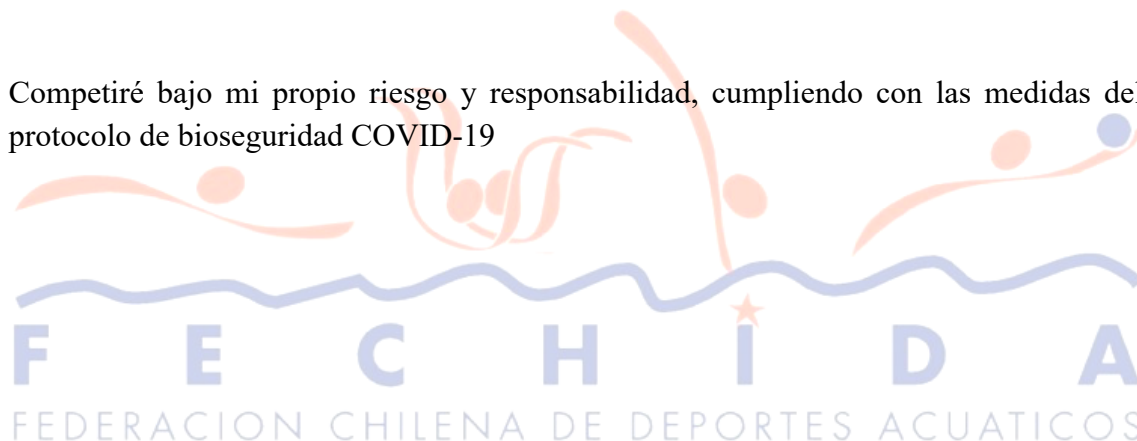 Competiré bajo mi propio riesgo y responsabilidad, cumpliendo con las medidas del
protocolo de bioseguridad COVID-19
FECHIDA
FEDERACION CHILENA DE DEPORTES ACUATICOS